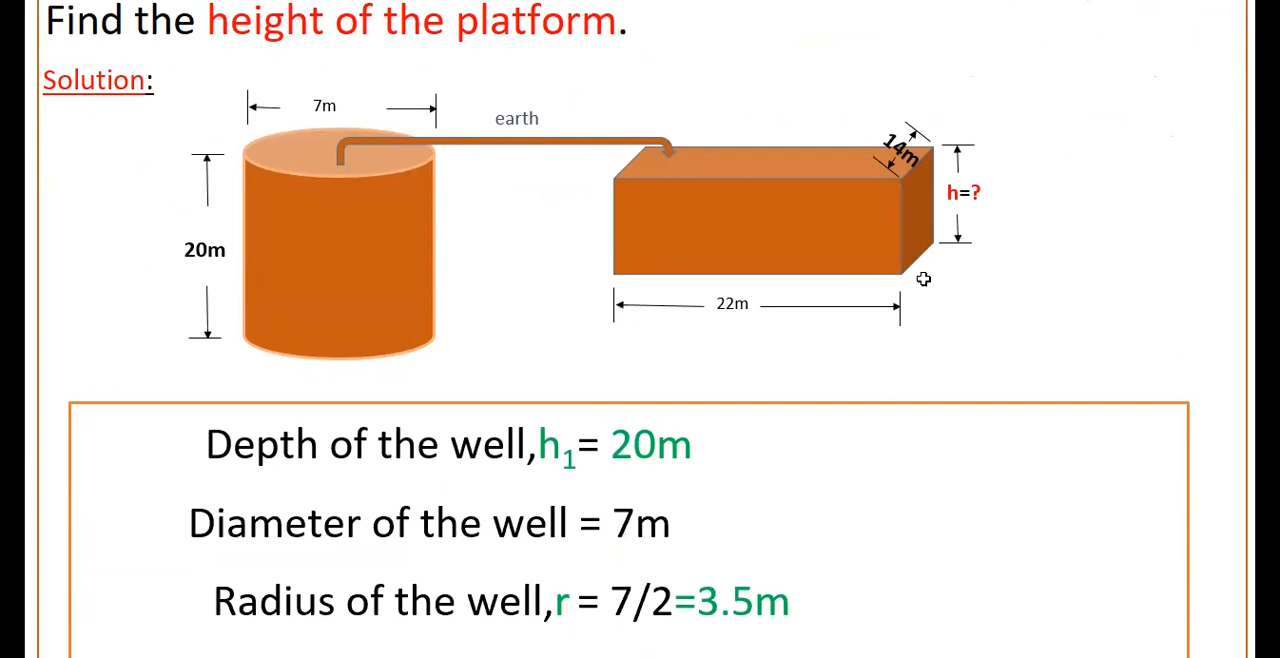 Find the height of the platform.
Solution:
7m
earth
14m
h=?
20m
22m
Depth of the well,h₁= 20m
Diameter of the well = 7m
Radius of the well,r = 7/2=3.5m